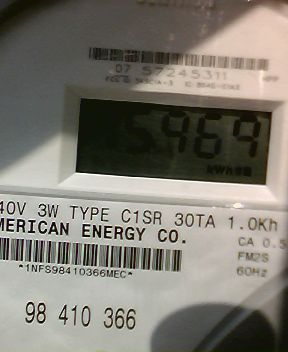 07 57245311
5469
kWh
40V 3W TYPE C1SR 30TA 1.0Kh
MERICAN ENERGY CO.
CA 0.5
*1NFS98410366MEC*
FM2S
60Hz
98 410 366